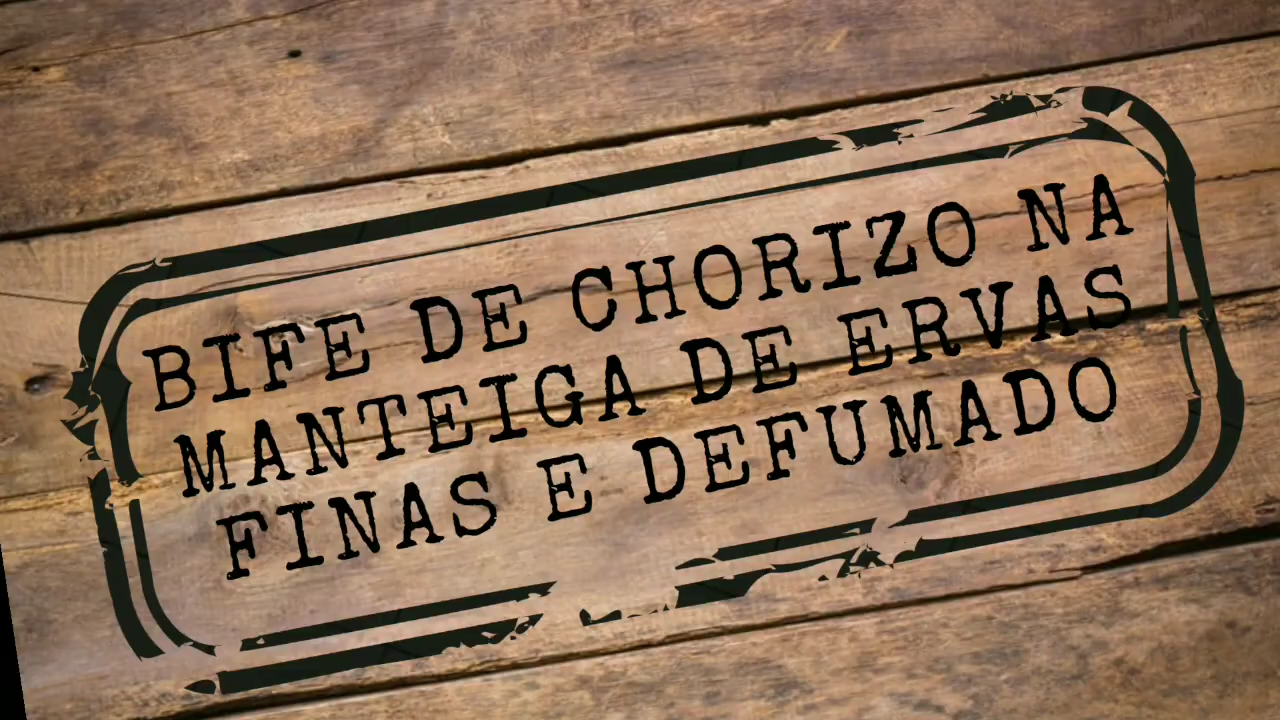 BIFE DE CHORIZO NA
MANTEIGA DE ERVAS
FINAS E DEFUMADO